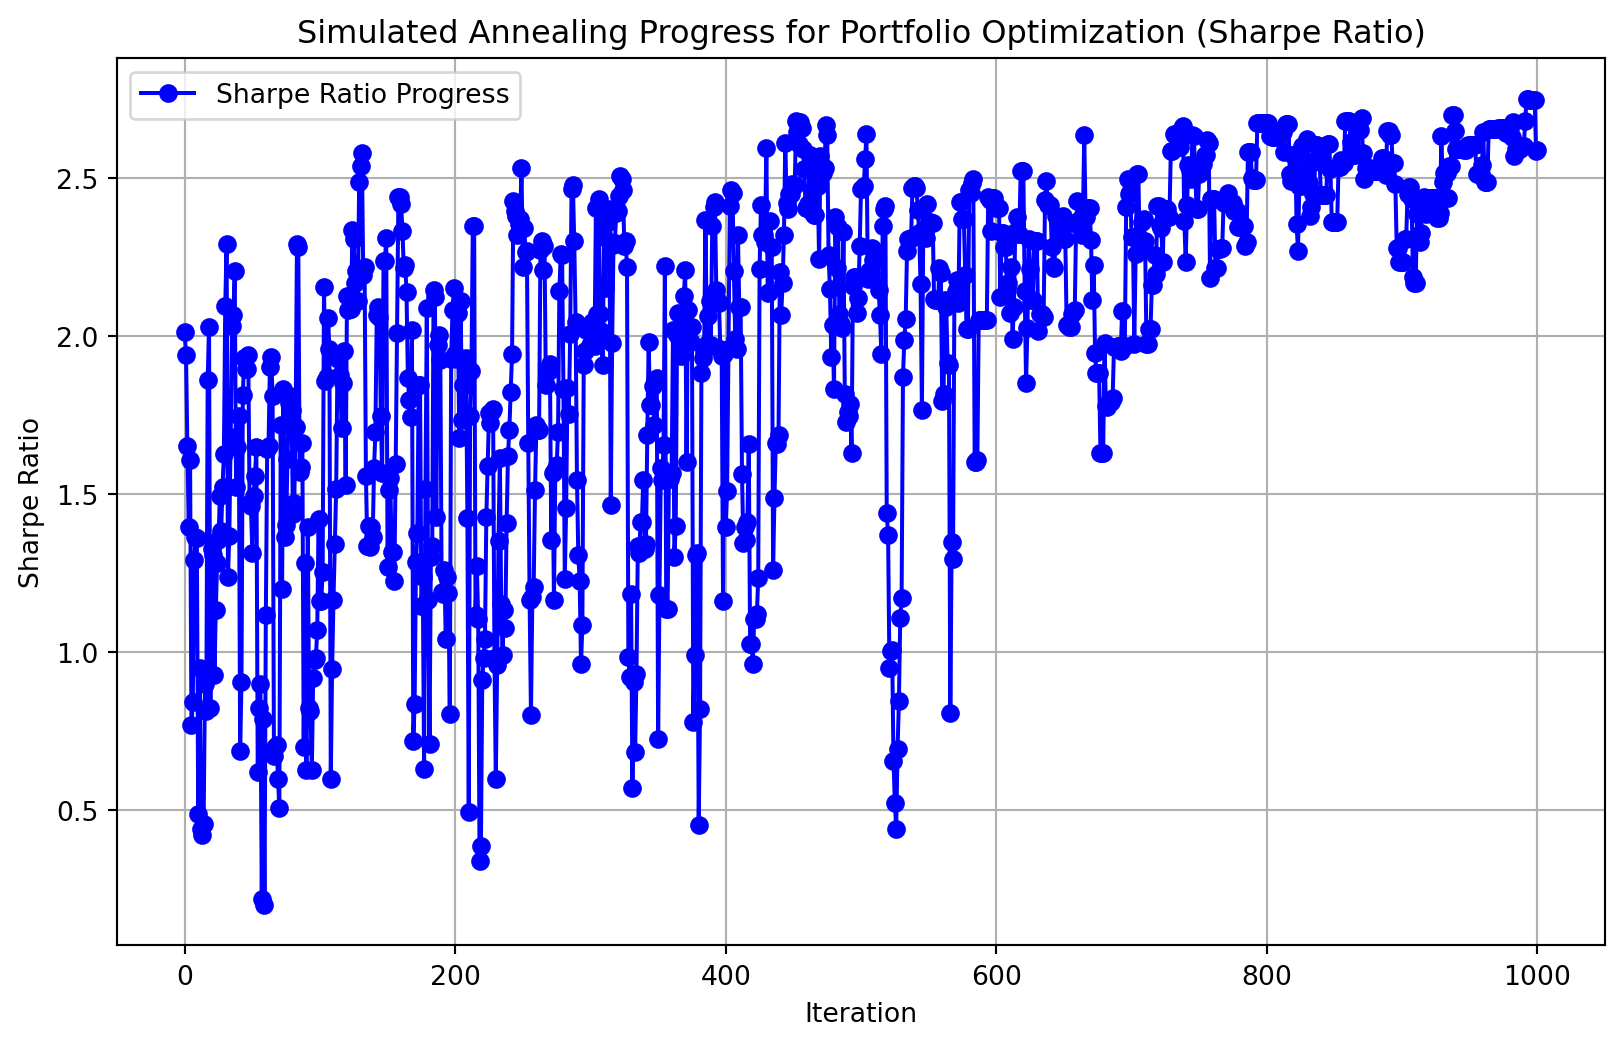 Simulated Annealing Progress for Portfolio Optimization (Sharpe Ratio)
Sharpe Ratio Progress
2.5
2.0
1.5
1.0
0.5
Sharpe Ratio
0 200 400 600 800 1000
Iteration